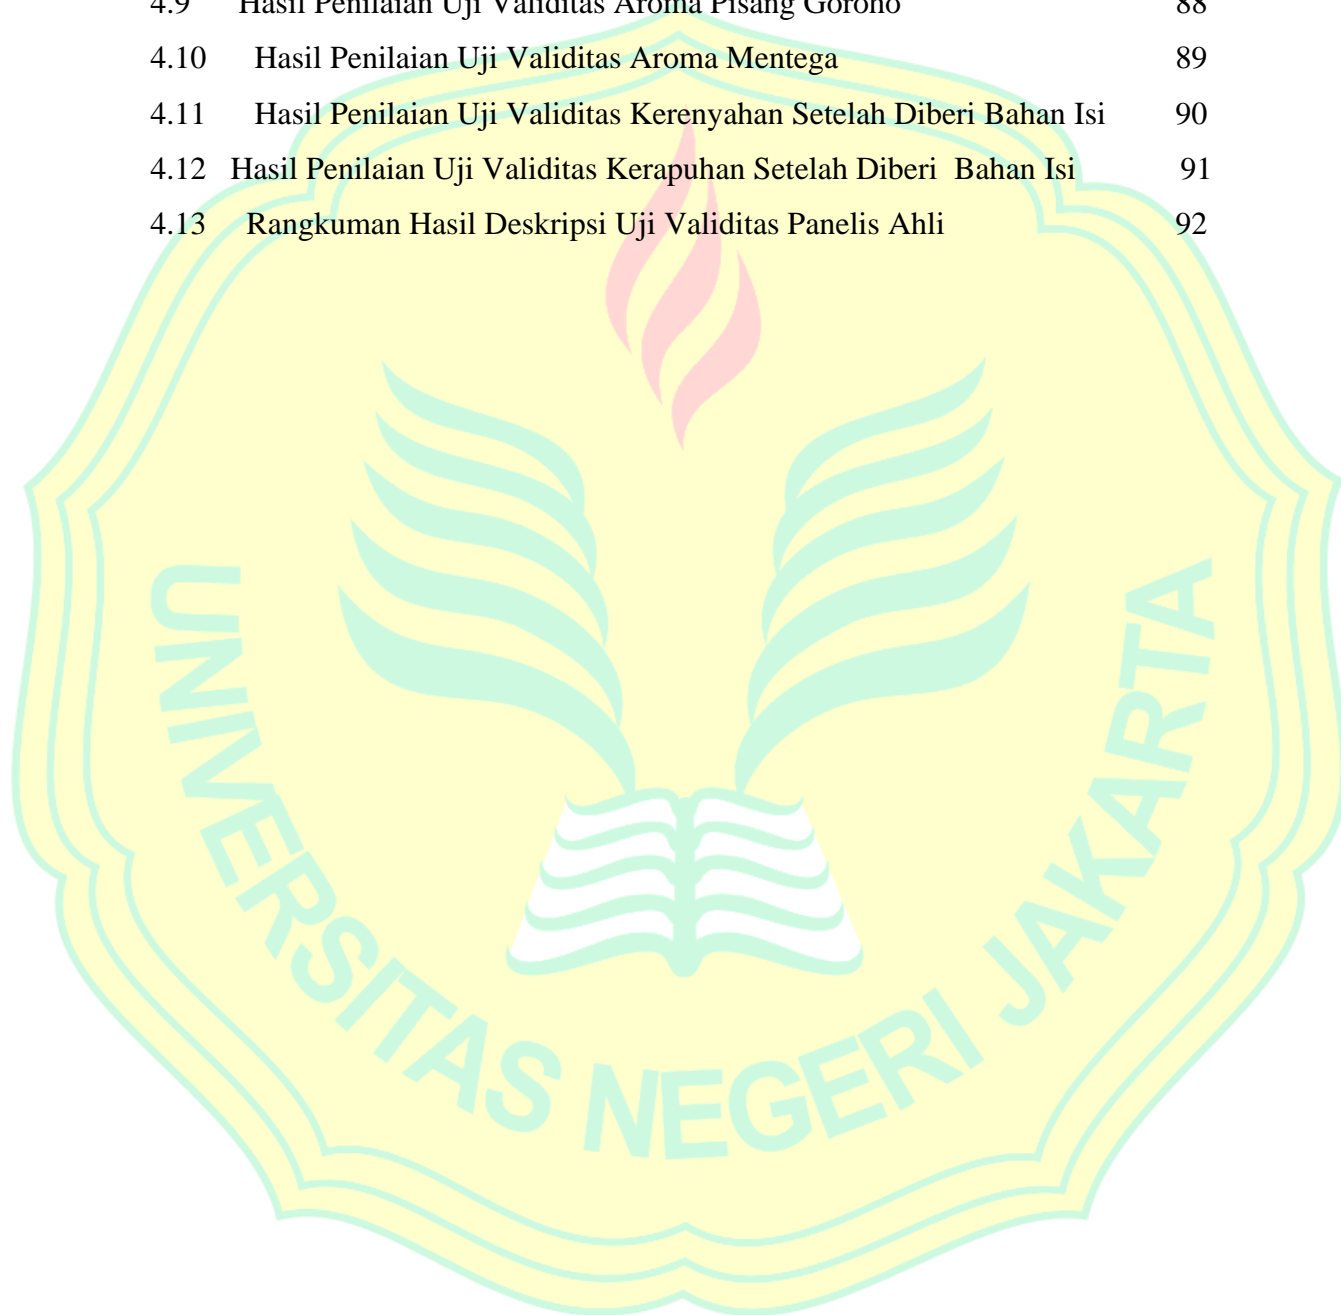 4.9 Hasil Penilaian Uji Validitas Aroma Pisang Goroho 88
4.10 Hasil Penilaian Uji Validitas Aroma Mentega 89
4.11 Hasil Penilaian Uji Validitas Kerenyahan Setelah Diberi Bahan Isi 90
4.12 Hasil Penilaian Uji Validitas Kerapuhan Setelah Diberi Bahan Isi 91
4.13 Rangkuman Hasil Deskripsi Uji Validitas Panelis Ahli 92
UNIVERSITAS NEGERI JAKARTA